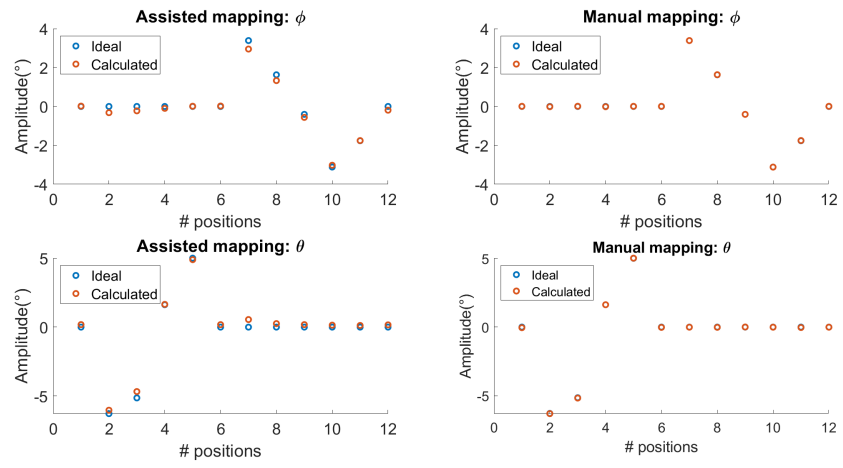 Assisted mapping: ϕ
Amplitude(°)
4
2
0
-2
-4
Ideal
Calculated
0 2 4 6 8 10 12
# positions
Manual mapping: ϕ
Amplitude(°)
4
2
0
-2
-4
Ideal
Calculated
0 2 4 6 8 10 12
# positions
Assisted mapping: θ
Amplitude(°)
5
0
-5
Ideal
Calculated
0 2 4 6 8 10 12
# positions
Manual mapping: θ
Amplitude(°)
5
0
-5
Ideal
Calculated
0 2 4 6 8 10 12
# positions